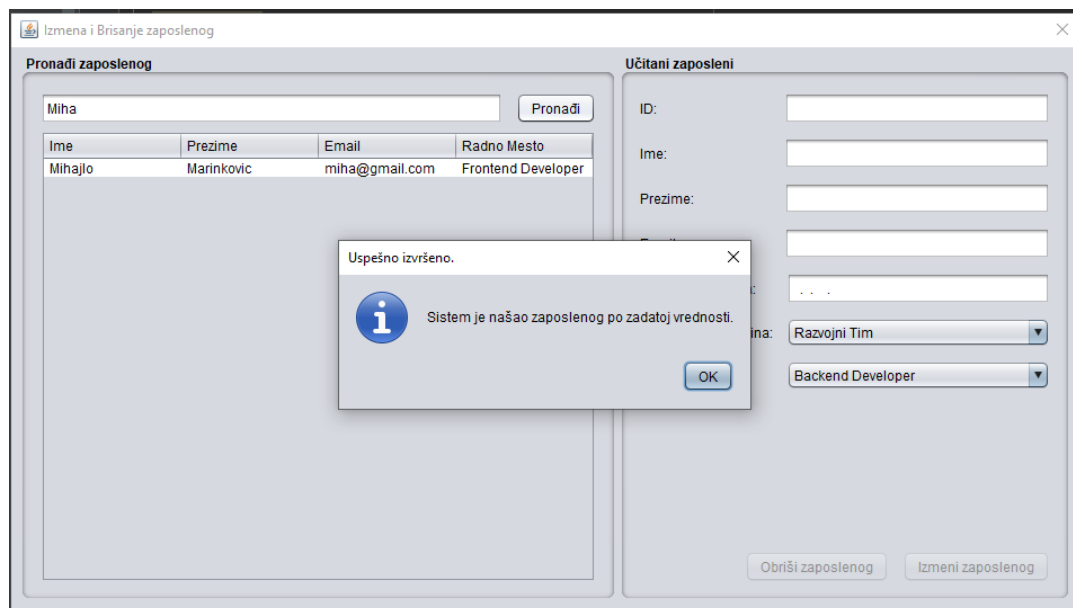 Izmena i Brisanje zaposlenog
Pronađi zaposlenog
Miha
Pronađi
Ime Prezime Email Radno Mesto
Mihajlo Marinkovic miha@gmail.com Frontend Developer
Učitani zaposleni
ID:
Ime:
Prezime:
. . .
ina: Razvojni Tim
Backend Developer
Obriši zaposlenog Izmeni zaposlenog
Uspešno izvršeno.
Sistem je našao zaposlenog po zadatoj vrednosti.
OK